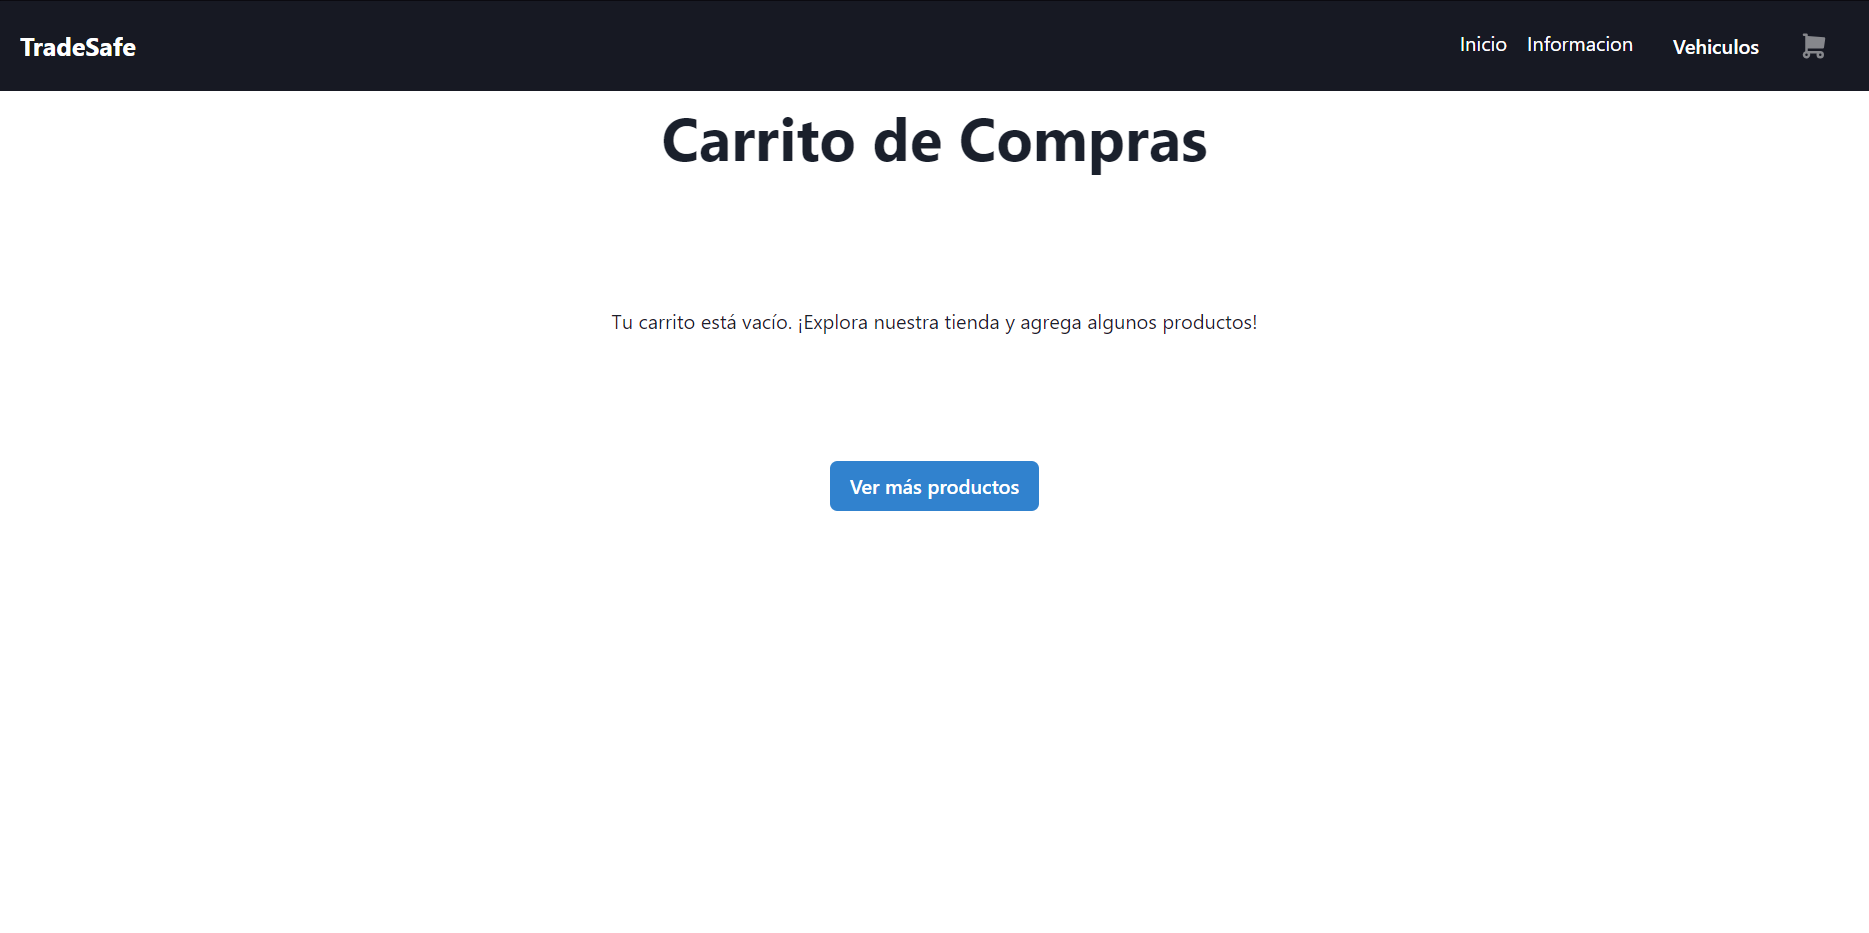 TradeSafe
Inicio Informacion Vehiculos
Carrito de Compras
Tu carrito está vacío. ¡Explora nuestra tienda y agrega algunos productos!
Ver más productos